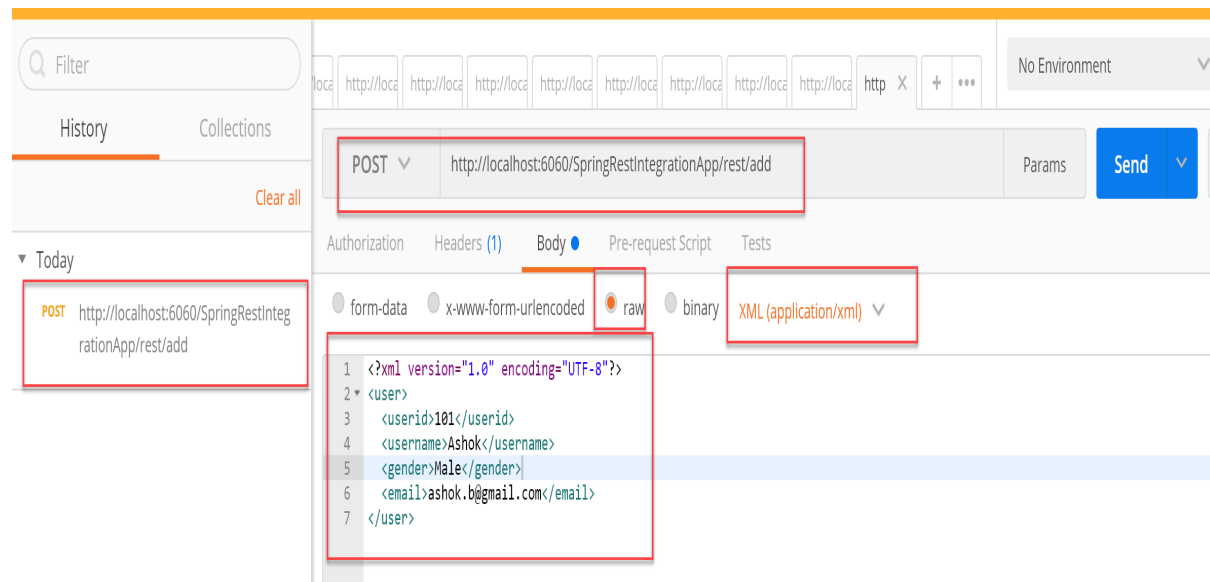 Filter
History Collections
Clear all
Today
POST http://localhost:6060/SpringRestInteg
rationApp/rest/add
loca http://loca http://loca http://loca http://loca http://loca http://loca http://loca http://loca http X + •••
No Environment
POST http://localhost:6060/SpringRestIntegrationApp/rest/add Params Send
Authorization Headers (1) Body Pre-request Script Tests
form-data x-www-form-urlencoded raw binary XML (application/xml)
1 <?xml version="1.0" encoding="UTF-8"?>
2 <user>
3 <userid>101</userid>
4 <username>Ashok</username>
5 <gender>Male</gender>
6 <email>ashok.b@gmail.com</email>
7 </user>